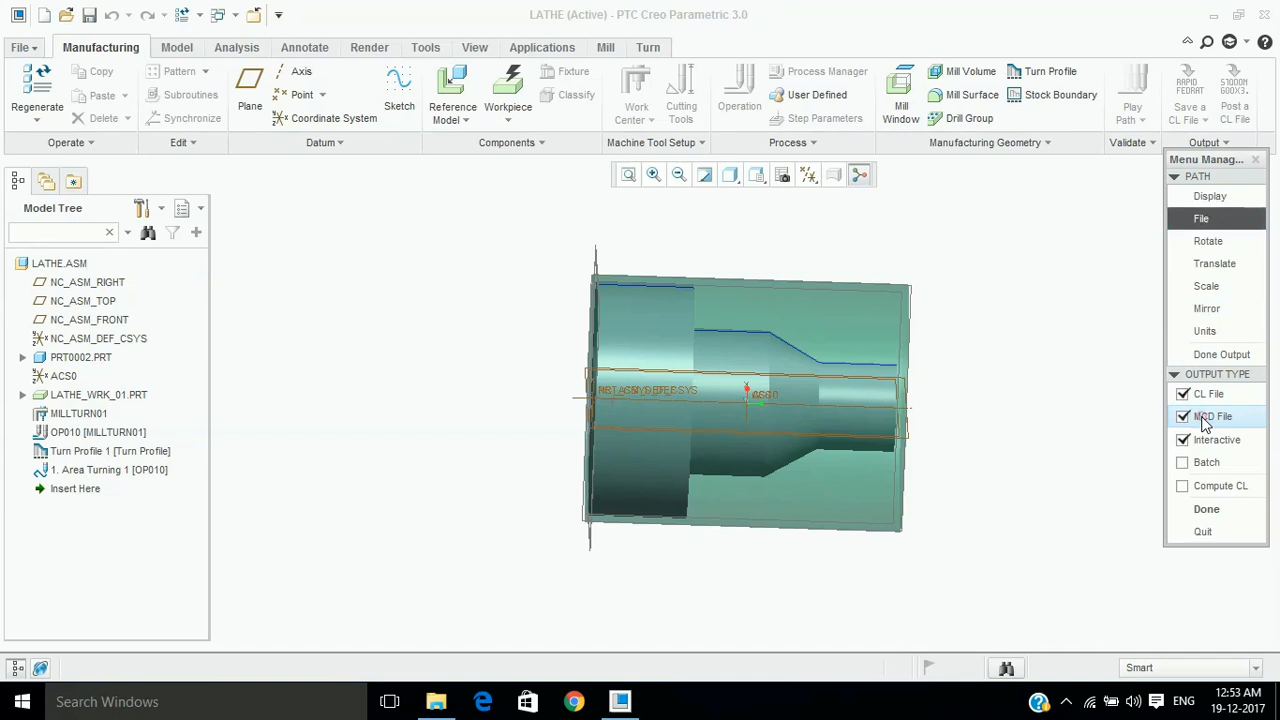 LATHE (Active) - PTC Creo Parametric 3.0
File Manufacturing Model Analysis Annotate Render Tools View Applications Mill Turn
Regenerate
Copy
Paste
Delete
Operate
Pattern
Subroutines
Synchronize
Edit
Plane
Axis
Point
Coordinate System
Sketch
Datum
Reference Model
Workpiece
Fixture
Classify
Components
Work Center
Cutting Tools
Machine Tool Setup
Operation
Process Manager
User Defined
Step Parameters
Process
Mill Window
Mill Volume
Mill Surface
Drill Group
Turn Profile
Stock Boundary
Manufacturing Geometry
Play Path
Validate
RAPID
FEDRAT
Save a CL File
S1000N
600X3.
Post a CL File
Output
Model Tree
LATHE.ASM
NC_ASM_RIGHT
NC_ASM_TOP
NC_ASM_FRONT
NC_ASM_DEF_CSYS
PRT0002.PRT
ACS0
LATHE_WRK_01.PRT
MILLTURN01
OP010 [MILLTURN01]
Turn Profile 1 [Turn Profile]
1. Area Turning 1 [OP010]
Insert Here
Menu Manag...
PATH
Display
File
Rotate
Translate
Scale
Mirror
Units
Done Output
OUTPUT TYPE
CL File
MCD File
Interactive
Batch
Compute CL
Done
Quit
Smart
Search Windows
ENG
12:53 AM
19-12-2017